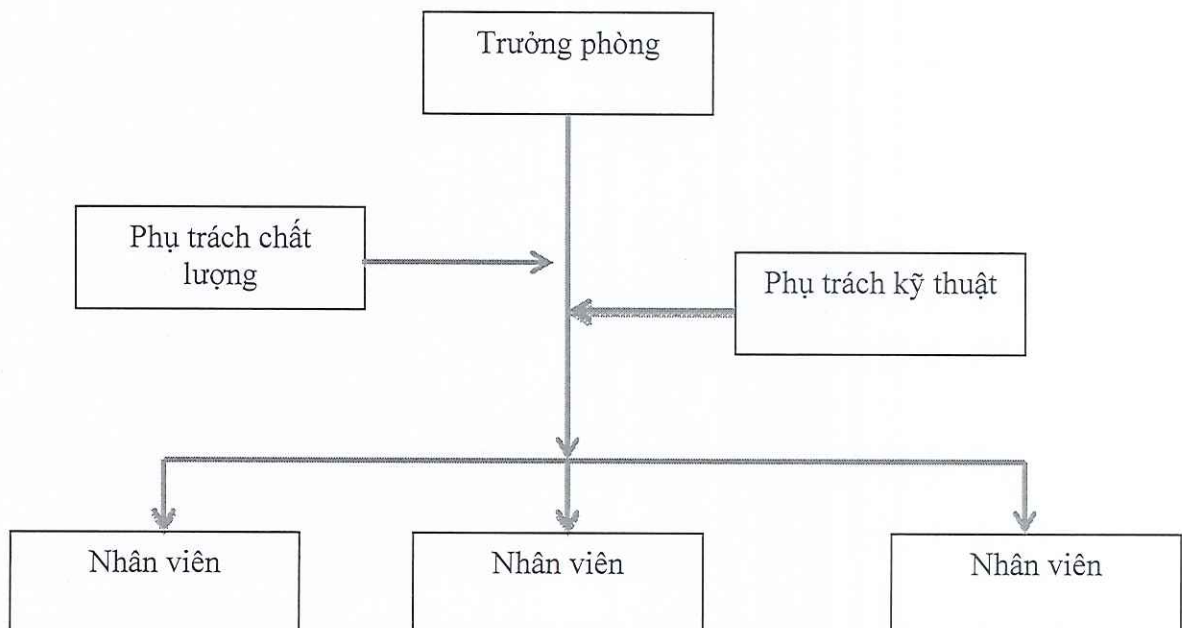 Trưởng phòng
Phụ trách chất
lượng
Phụ trách kỹ thuật
Nhân viên
Nhân viên
Nhân viên